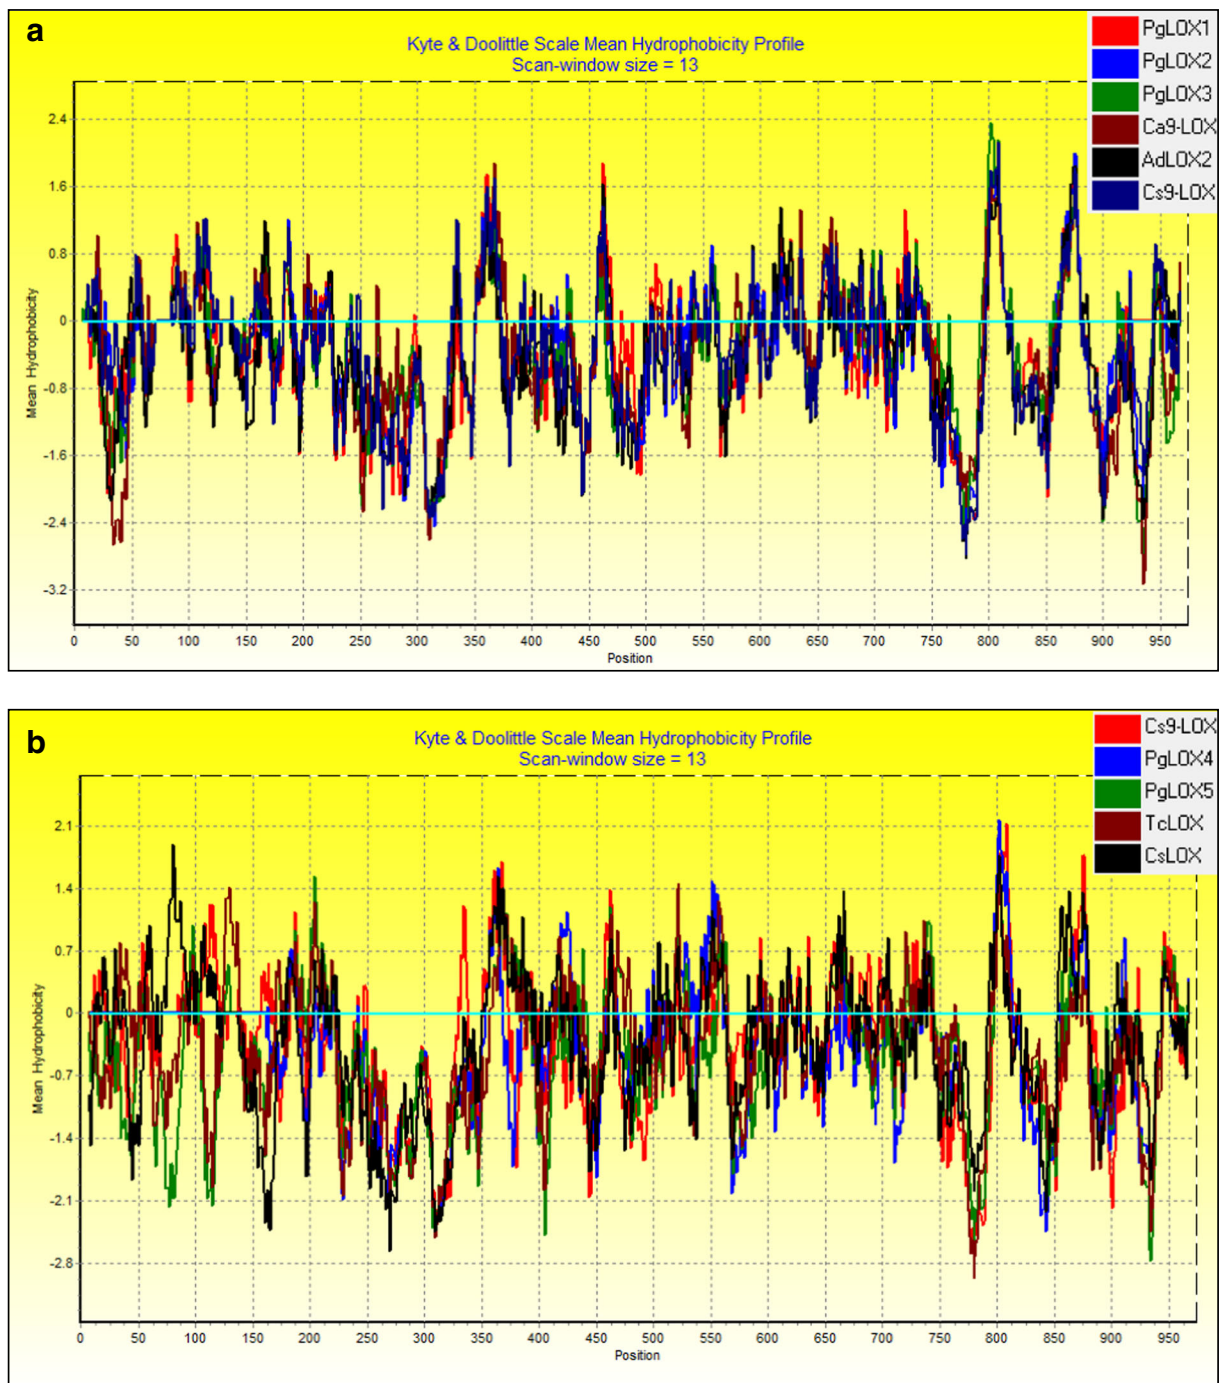 a
Kyte & Doolittle Scale Mean Hydrophobicity Profile
Scan-window size = 13
PgLOX1
PgLOX2
PgLOX3
Ca9-LOX
AdLOX2
Cs9-LOX
Mean Hydrophobicity
2.4
1.6
0.8
0
-0.8
-1.6
-2.4
-3.2
0 50 100 150 200 250 300 350 400 450 500 550 600 650 700 750 800 850 900 950
Position
b
Kyte & Doolittle Scale Mean Hydrophobicity Profile
Scan-window size = 13
Cs9-LOX
PgLOX4
PgLOX5
TcLOX
CsLOX
Mean Hydrophobicity
2.1
1.4
0.7
0
-0.7
-1.4
-2.1
-2.8
0 50 100 150 200 250 300 350 400 450 500 550 600 650 700 750 800 850 900 950
Position